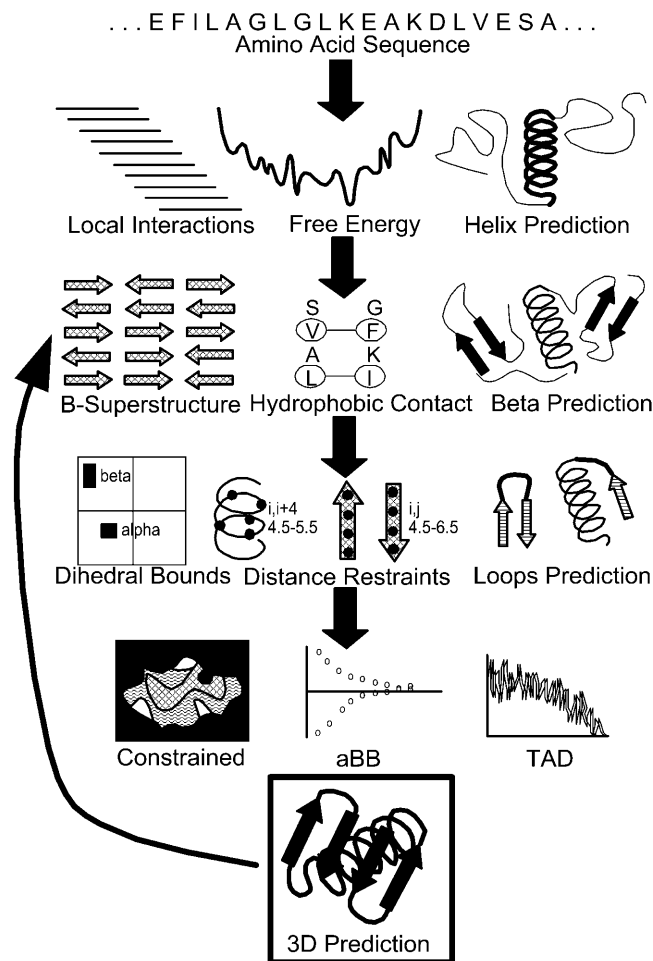 ...EFILAGLGLKEAKDLVESA...
Amino Acid Sequence
Local Interactions
Free Energy
Helix Prediction
S G
V F
A K
L I
B-Superstructure
Hydrophobic Contact
Beta Prediction
beta
alpha
i,i+4
4.5-5.5
i,j
4.5-6.5
Dihedral Bounds
Distance Restraints
Loops Prediction
Constrained
aBB
TAD
3D Prediction